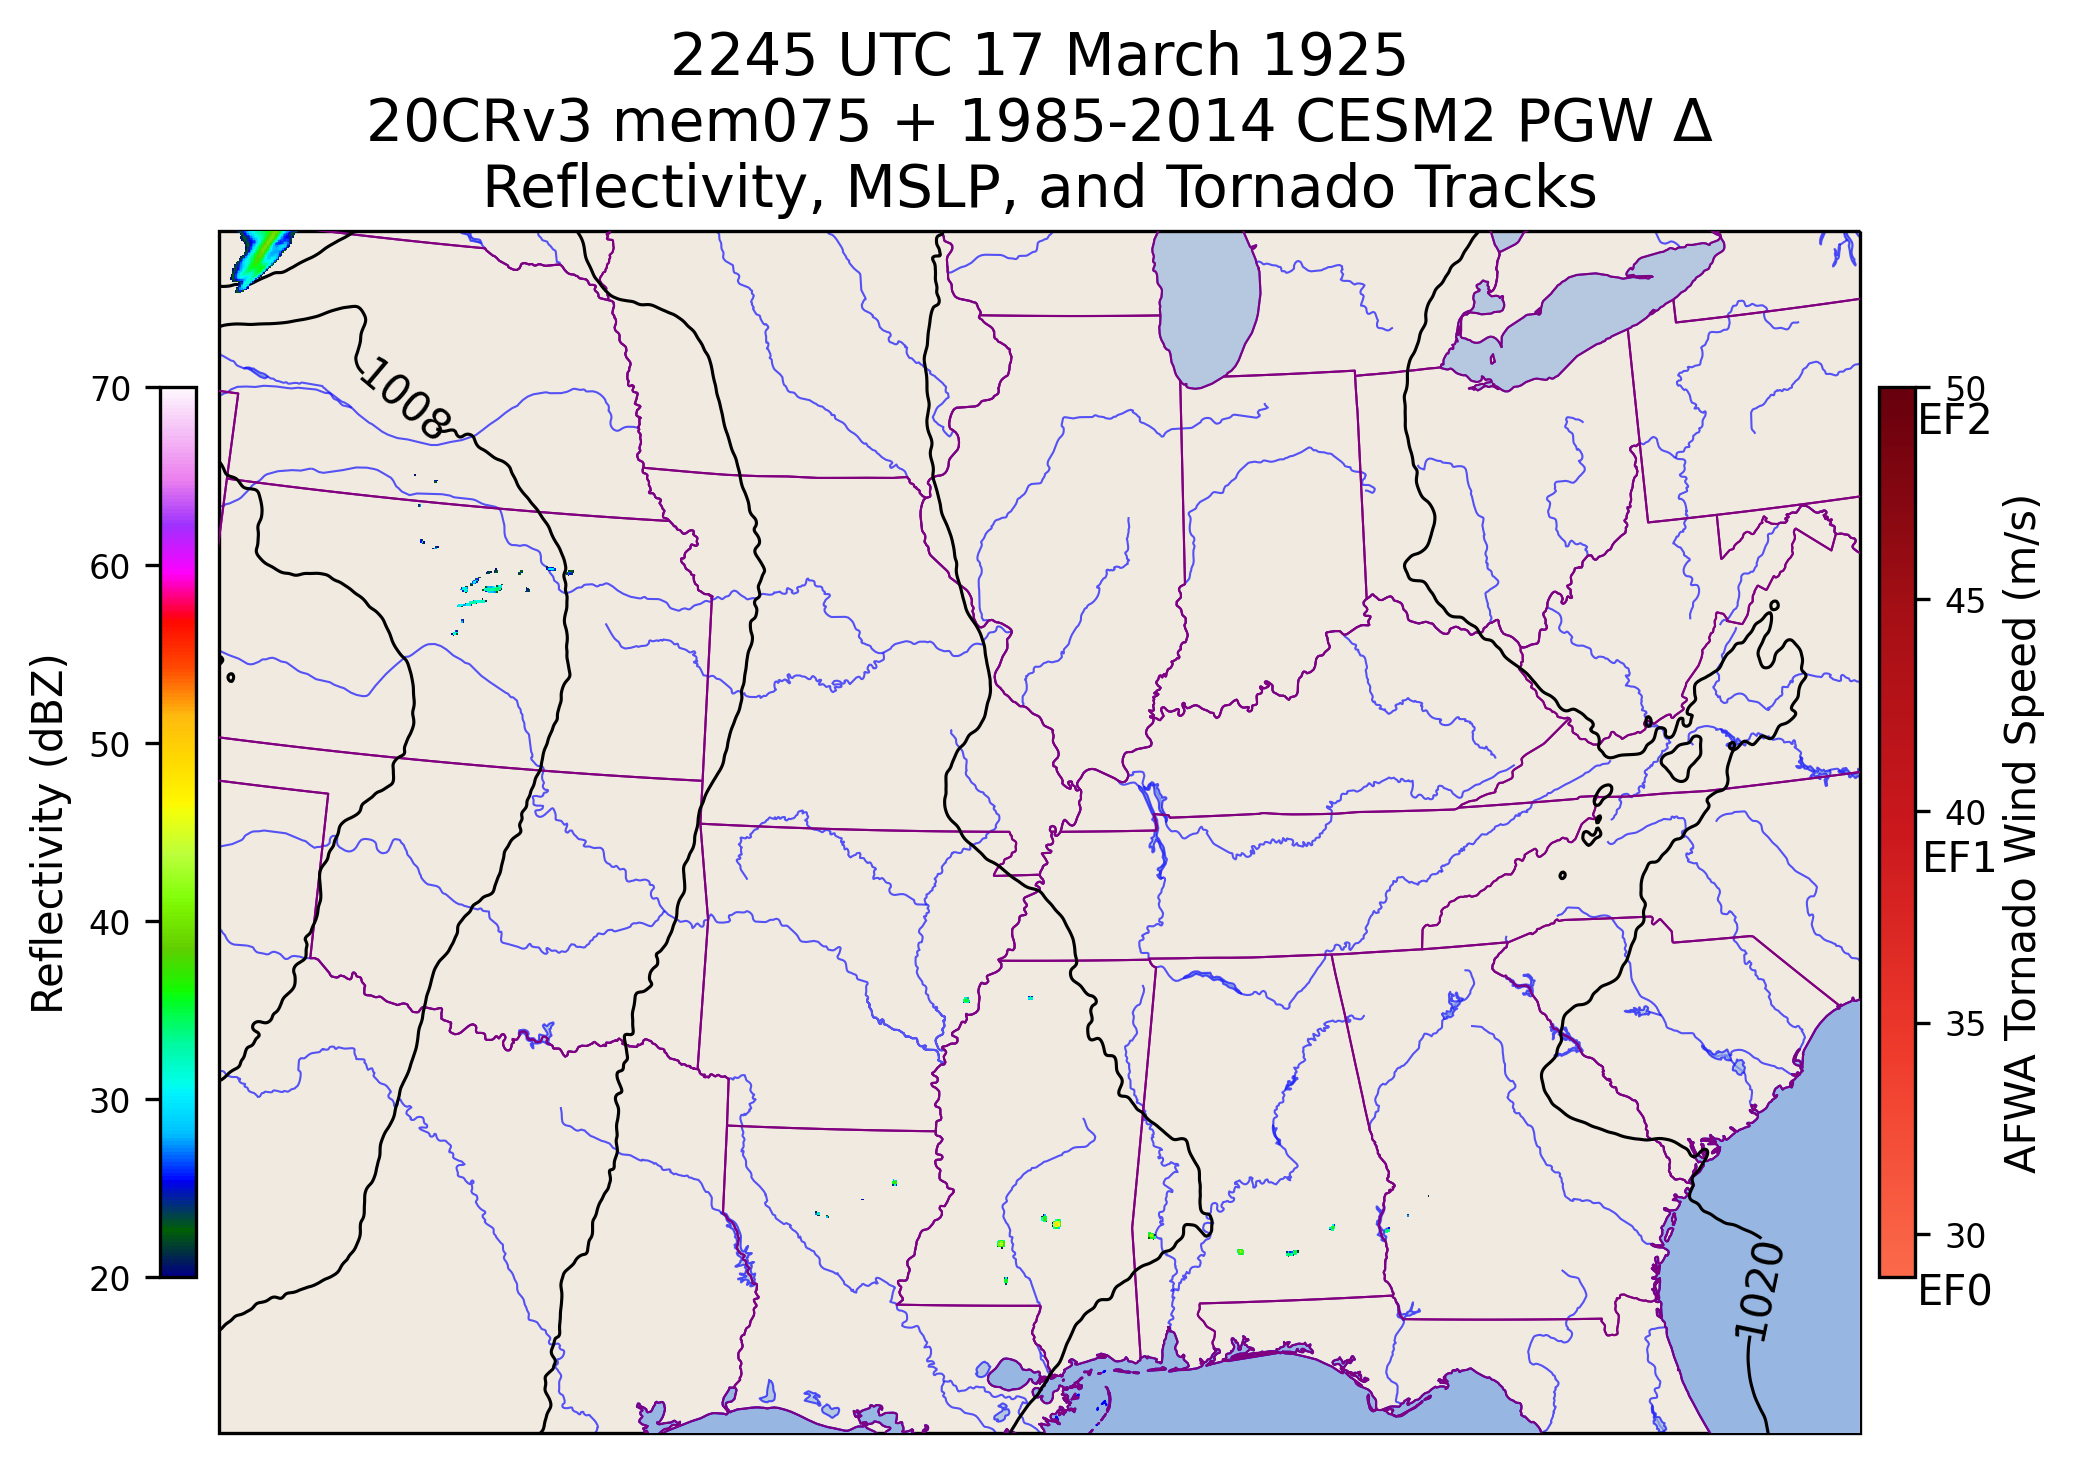 2245 UTC 17 March 1925
20CRv3 mem075 + 1985-2014 CESM2 PGW Δ
Reflectivity, MSLP, and Tornado Tracks
Reflectivity (dBZ)
70
60
50
40
30
20
1008
1020
50
EF2
45
40
EF1
35
30
EF0
AFWA Tornado Wind Speed (m/s)